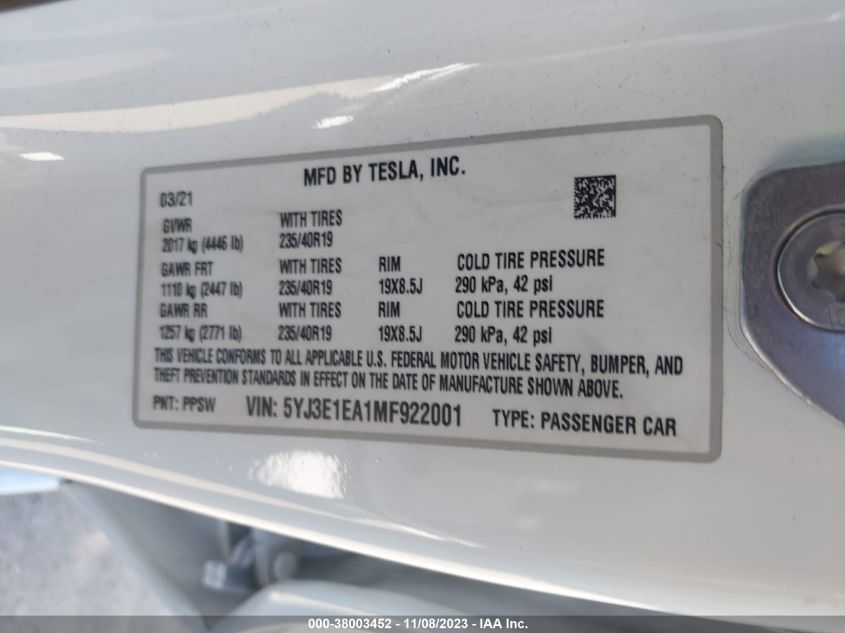 MFD BY TESLA, INC.
03/21
GVWR WITH TIRES
2017 kg (4446 lb) 235/40R19
GAWR FRT WITH TIRES RIM COLD TIRE PRESSURE
1110 kg (2447 lb) 235/40R19 19X8.5J 290 kPa, 42 psi
GAWR RR WITH TIRES RIM COLD TIRE PRESSURE
1257 kg (2771 lb) 235/40R19 19X8.5J 290 kPa, 42 psi
THIS VEHICLE CONFORMS TO ALL APPLICABLE U.S. FEDERAL MOTOR VEHICLE SAFETY, BUMPER, AND
THEFT PREVENTION STANDARDS IN EFFECT ON THE DATE OF MANUFACTURE SHOWN ABOVE.
PNT: PPSW VIN: 5YJ3E1EA1MF922001 TYPE: PASSENGER CAR
000-38003452 - 11/08/2023 - IAA Inc.